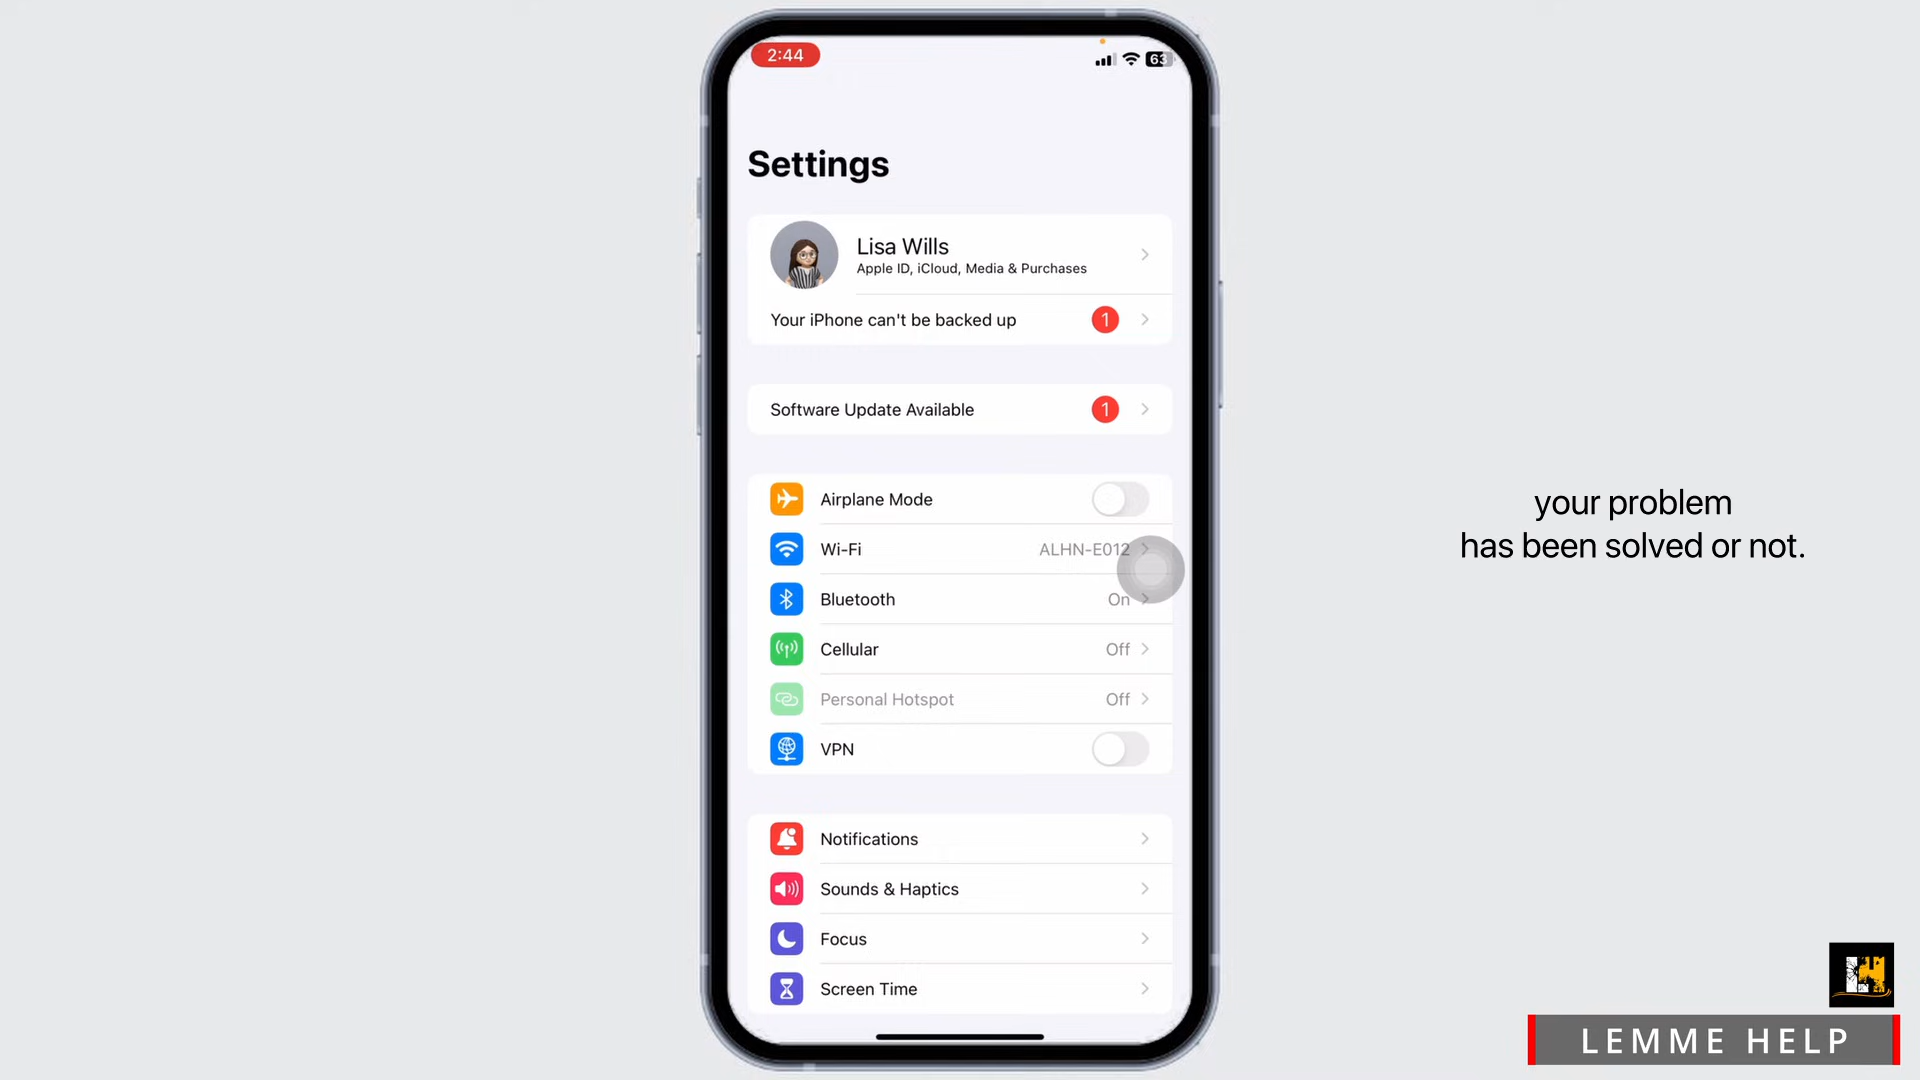 2:44
63
Settings
Lisa Wills
Apple ID, iCloud, Media & Purchases
Your iPhone can't be backed up 1
Software Update Available 1
Airplane Mode
Wi-Fi ALHN-E012
Bluetooth On
Cellular Off
Personal Hotspot Off
VPN
Notifications
Sounds & Haptics
Focus
Screen Time
your problem
has been solved or not.
LH
LEMME HELP